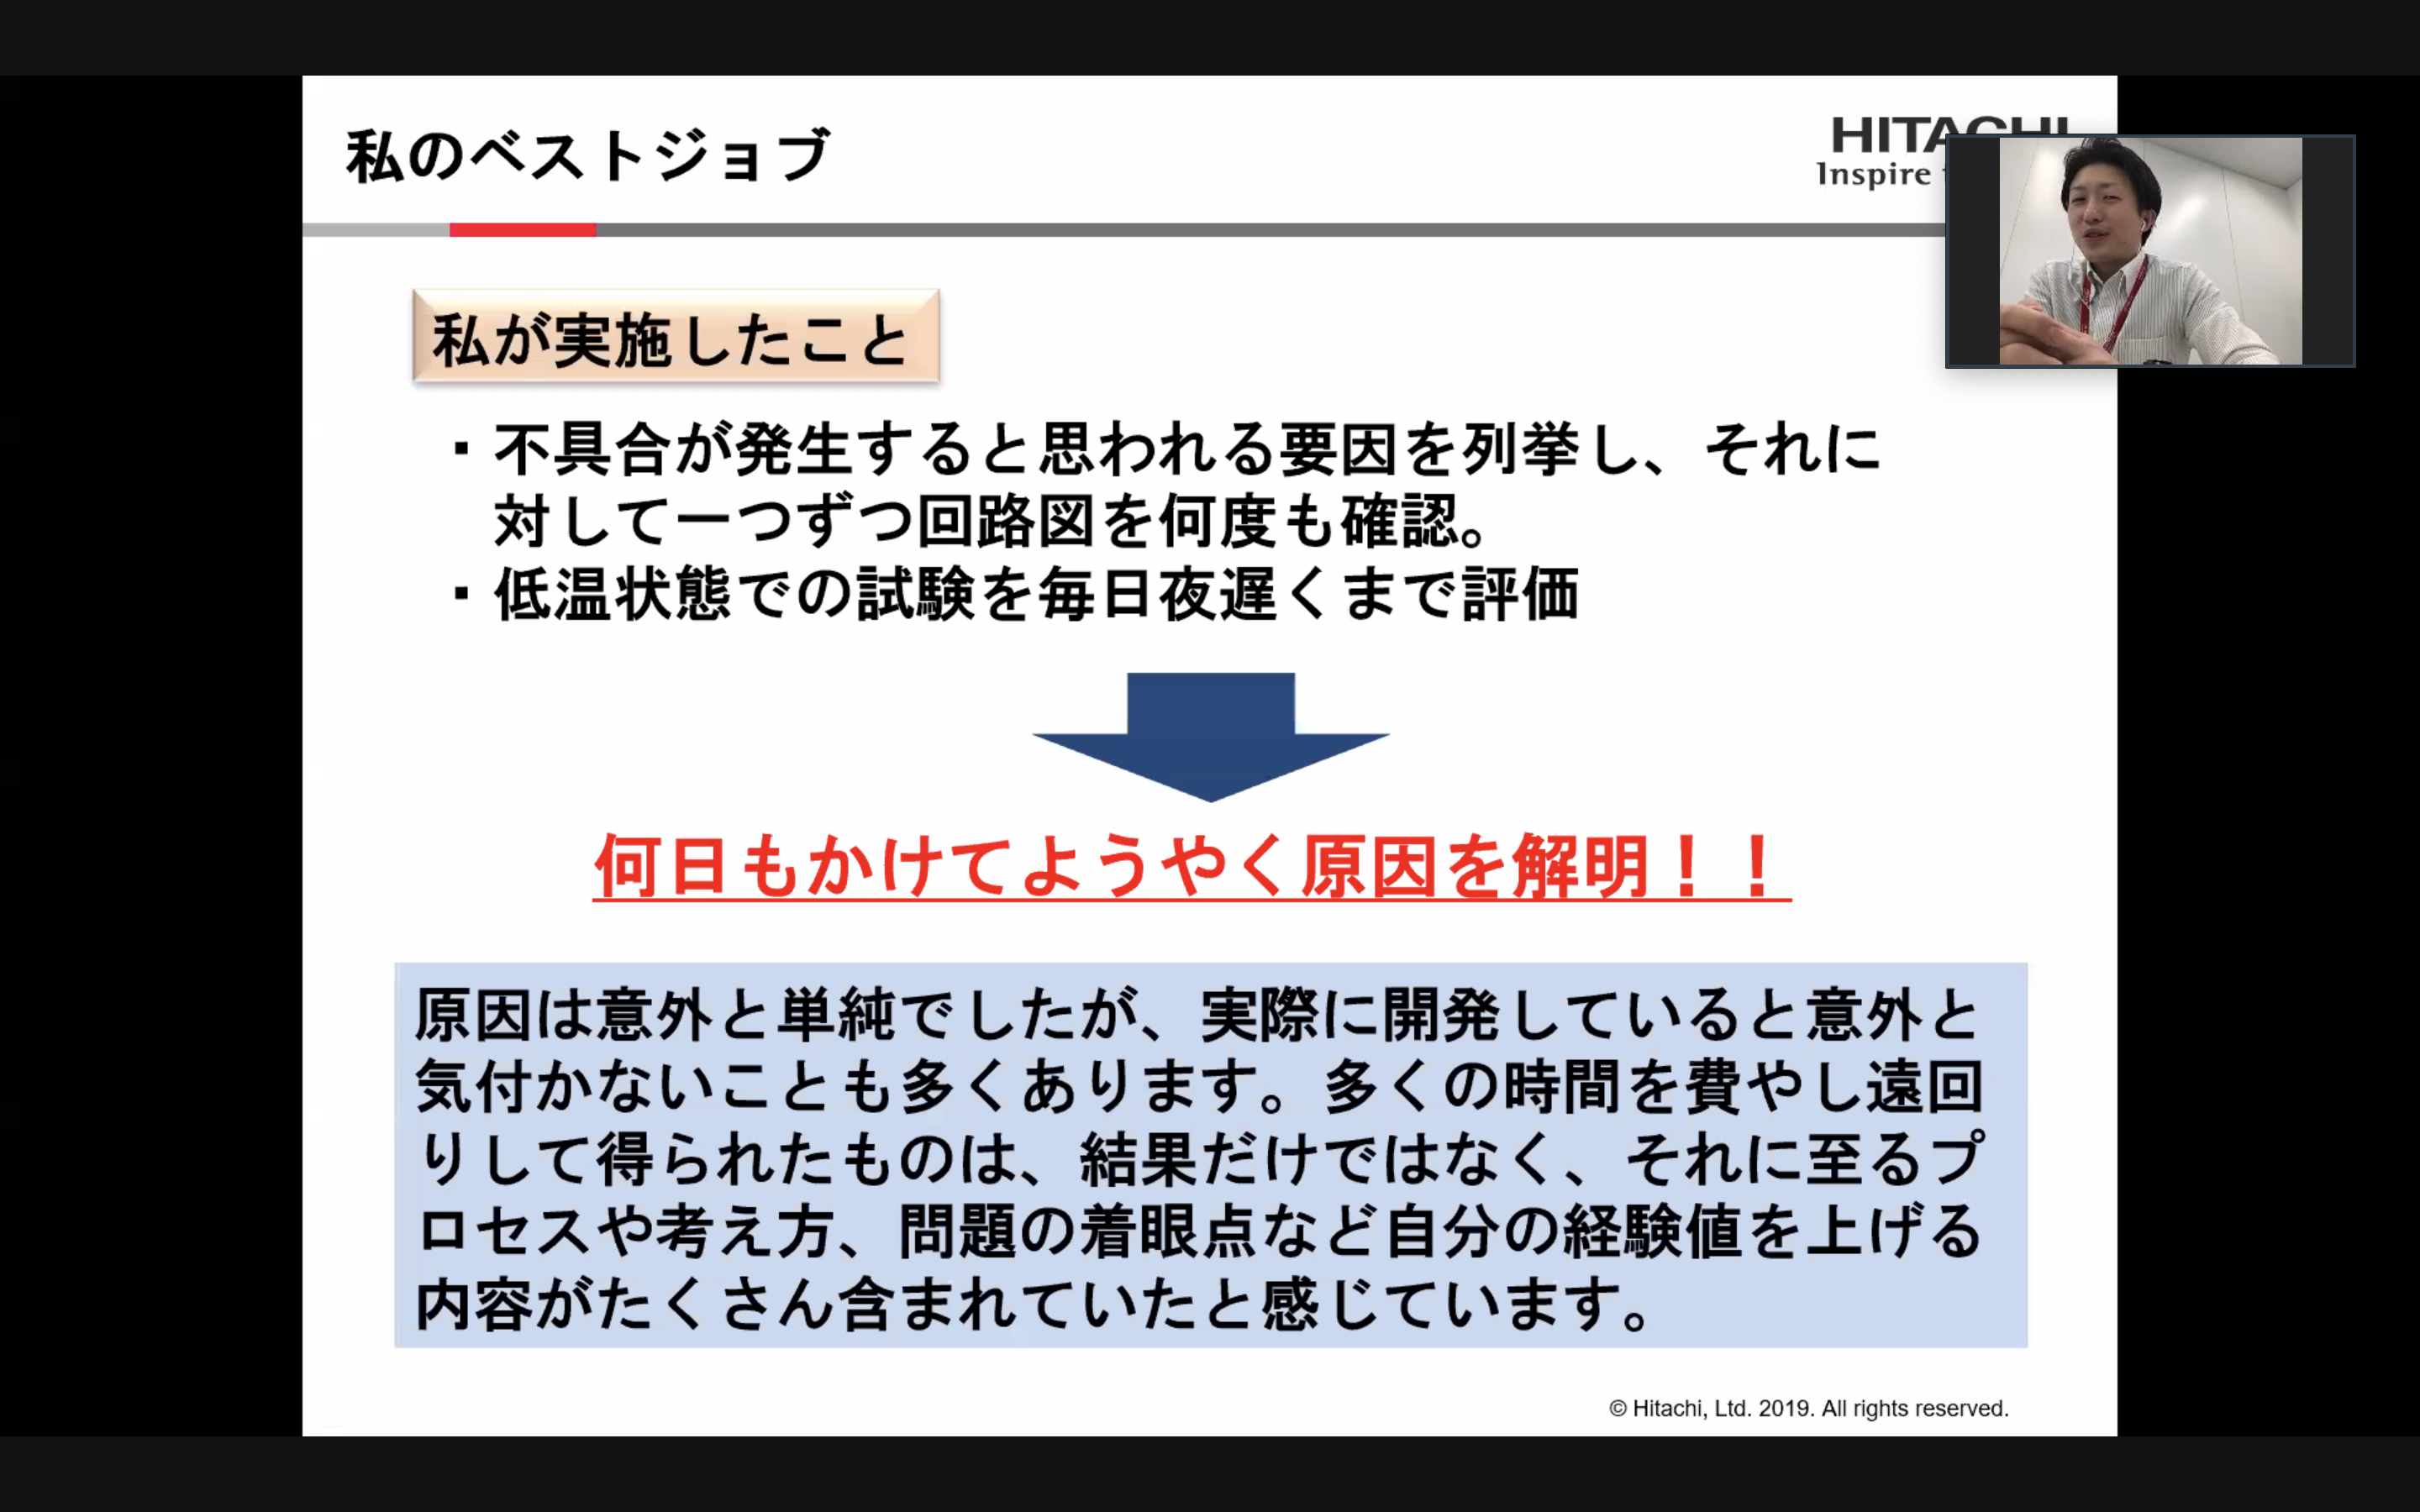 私のベストジョブ
HITACHI
Inspire
私が実施したこと
・不具合が発生すると思われる要因を列挙し、それに
対して一つずつ回路図を何度も確認。
・低温状態での試験を毎日夜遅くまで評価
何日もかけてようやく原因を解明！！
原因は意外と単純でしたが、実際に開発していると意外と
気付かないことも多くあります。多くの時間を費やし遠回
りして得られたものは、結果だけではなく、それに至るプ
ロセスや考え方、問題の着眼点など自分の経験値を上げる
内容がたくさん含まれていたと感じています。
© Hitachi, Ltd. 2019. All rights reserved.